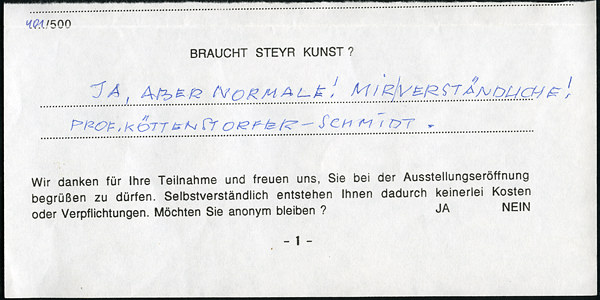 101/500
BRAUCHT STEYR KUNST ?
JA, ABER NORMALE! MIR VERSTÄNDLICHE!
PROF. KÖTTENSTORFER-SCHMIDT.
Wir danken für Ihre Teilnahme und freuen uns, Sie bei der Ausstellungseröffnung
begrüßen zu dürfen. Selbstverständlich entstehen Ihnen dadurch keinerlei Kosten
oder Verpflichtungen. Möchten Sie anonym bleiben ? JA NEIN
- 1 -